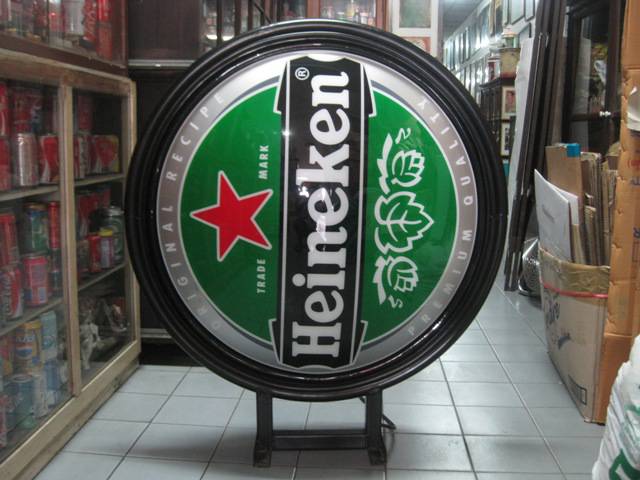 ORIGINAL RECIPE
TRADE MARK
Heineken®
PREMIUM QUALITY